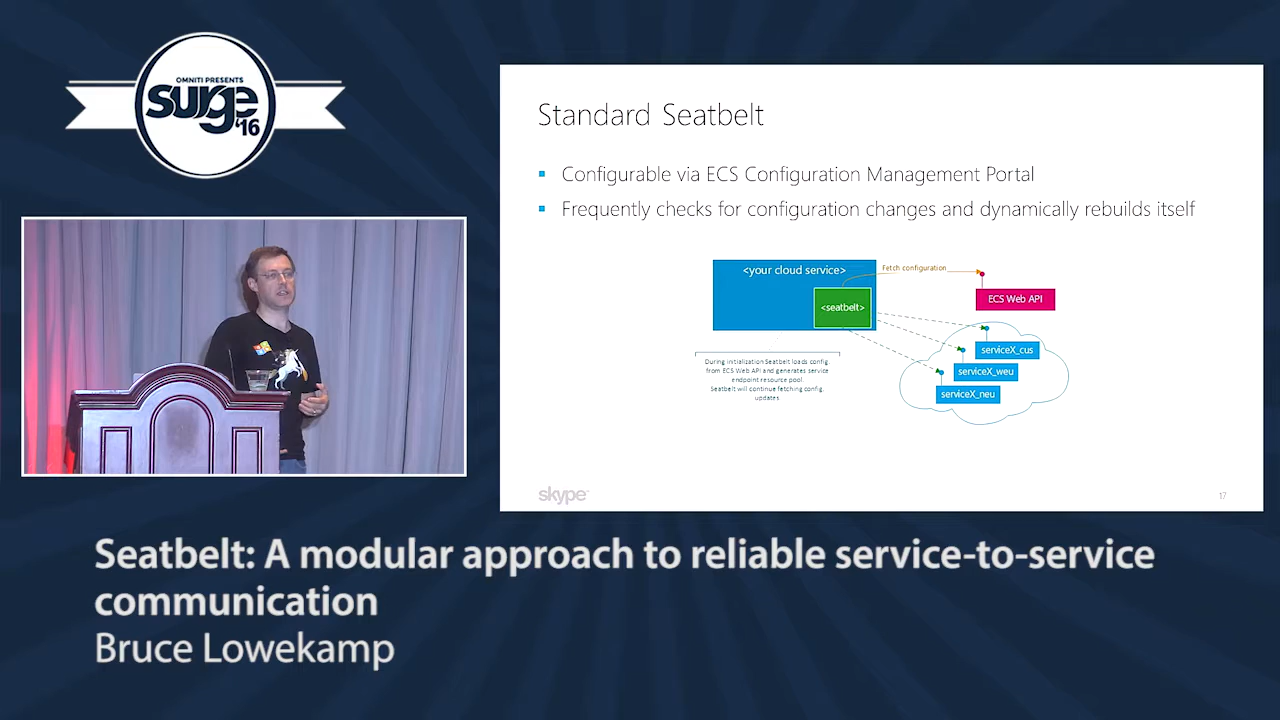 OMNITI PRESENTS
surge
'16
Standard Seatbelt
Configurable via ECS Configuration Management Portal
Frequently checks for configuration changes and dynamically rebuilds itself
<your cloud service>
Fetch configuration
<seatbelt>
ECS Web API
serviceX_cus
serviceX_weu
serviceX_neu
During initialization Seatbelt loads config.
from ECS Web API and generates service
endpoint resource pool.
Seatbelt will continue fetching config.
updates
skype
17
Seatbelt: A modular approach to reliable service-to-service
communication
Bruce Lowekamp